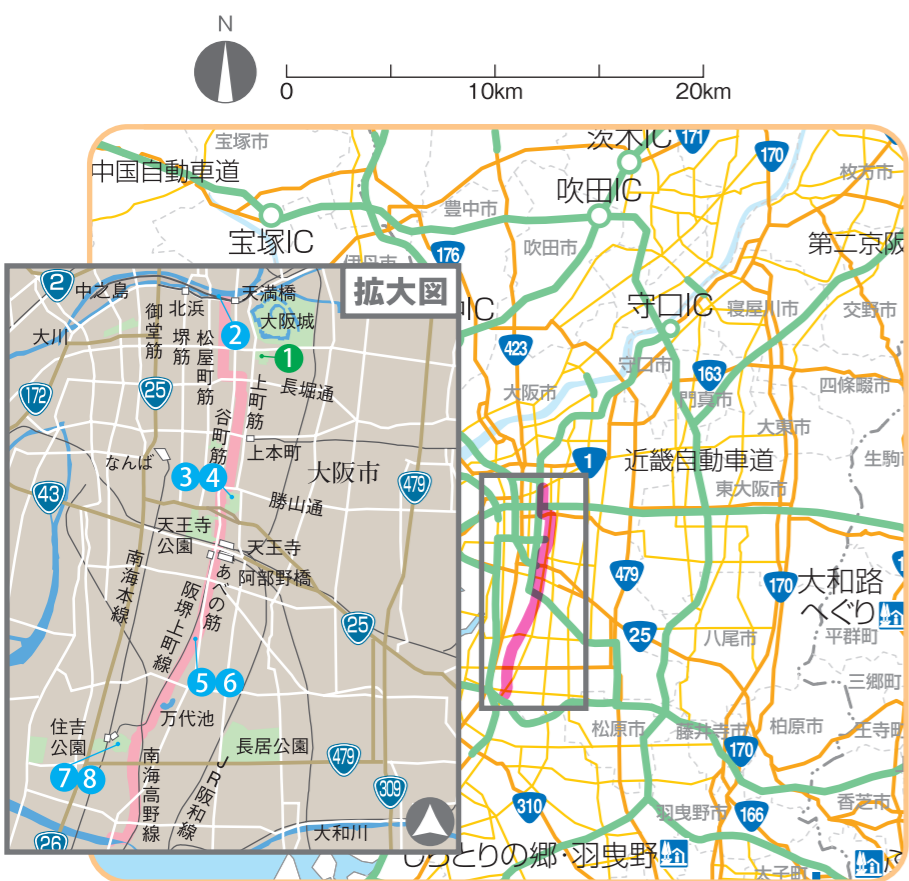 N
0
10km
20km
宝塚市
茨木IC
171
170
中国自動車道
枚方市
吹田IC
豊中市
宝塚IC
吹田市
第二京阪
伊丹市
176
守口IC
寝屋川市
交野市
IC
423
守口市
163
門真市
四條畷市
大阪市
大東市
1
近畿自動車道
生駒
東大阪市
479
170
大和路
へぐり
25
八尾市
平群町
三郷町
松原市
藤井寺市
柏原市
王寺町
170
310
羽曳野市
166
香芝市
しらとりの郷・羽曳野
太子町
拡大図
2
中之島
北浜
天満橋
大阪城
大川
御堂筋
堺筋
松屋町筋
2
1
172
25
上町筋
長堀通
谷町筋
上本町
なんば
大阪市
3
4
43
勝山通
479
天王寺
公園
天王寺
阿部野橋
南海本線
あべの筋
阪堺上町線
25
5
6
万代池
住吉
公園
長居公園
479
7
8
南海高野線
JR阪和線
309
26
大和川